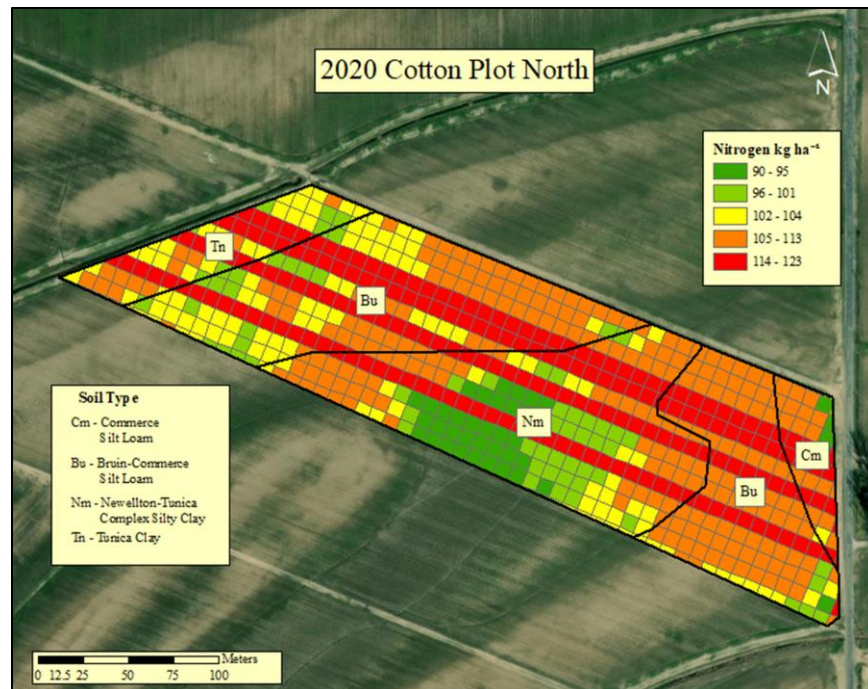 2020 Cotton Plot North
N
Nitrogen kg ha⁻¹
90 - 95
96 - 101
102 - 104
105 - 113
114 - 123
Tn
Bu
Nm
Cm
Bu
Soil Type
Cm - Commerce
Silt Loam
Bu - Bruin-Commerce
Silt Loam
Nm - Newellton-Tunica
Complex Silty Clay
Tn - Tunica Clay
Meters
0 12.5 25 50 75 100